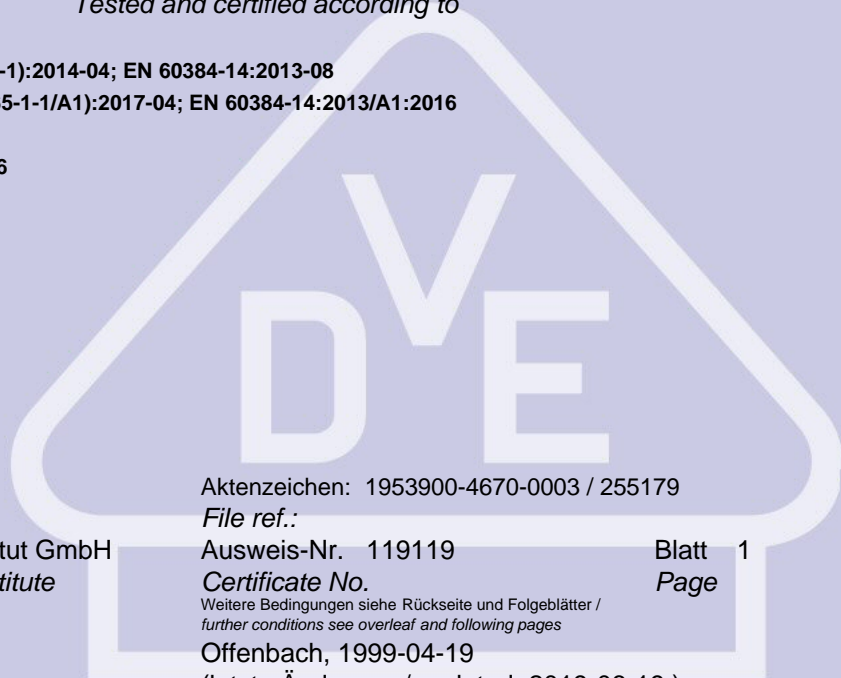 Tested and certified according to
-1):2014-04; EN 60384-14:2013-08
5-1-1/A1):2017-04; EN 60384-14:2013/A1:2016
6
DVE
Aktenzeichen: 1953900-4670-0003 / 255179
File ref.:
tut GmbH Ausweis-Nr. 119119 Blatt 1
titute Certificate No. Page
Weitere Bedingungen siehe Rückseite und Folgeblätter /
further conditions see overleaf and following pages
Offenbach, 1999-04-19